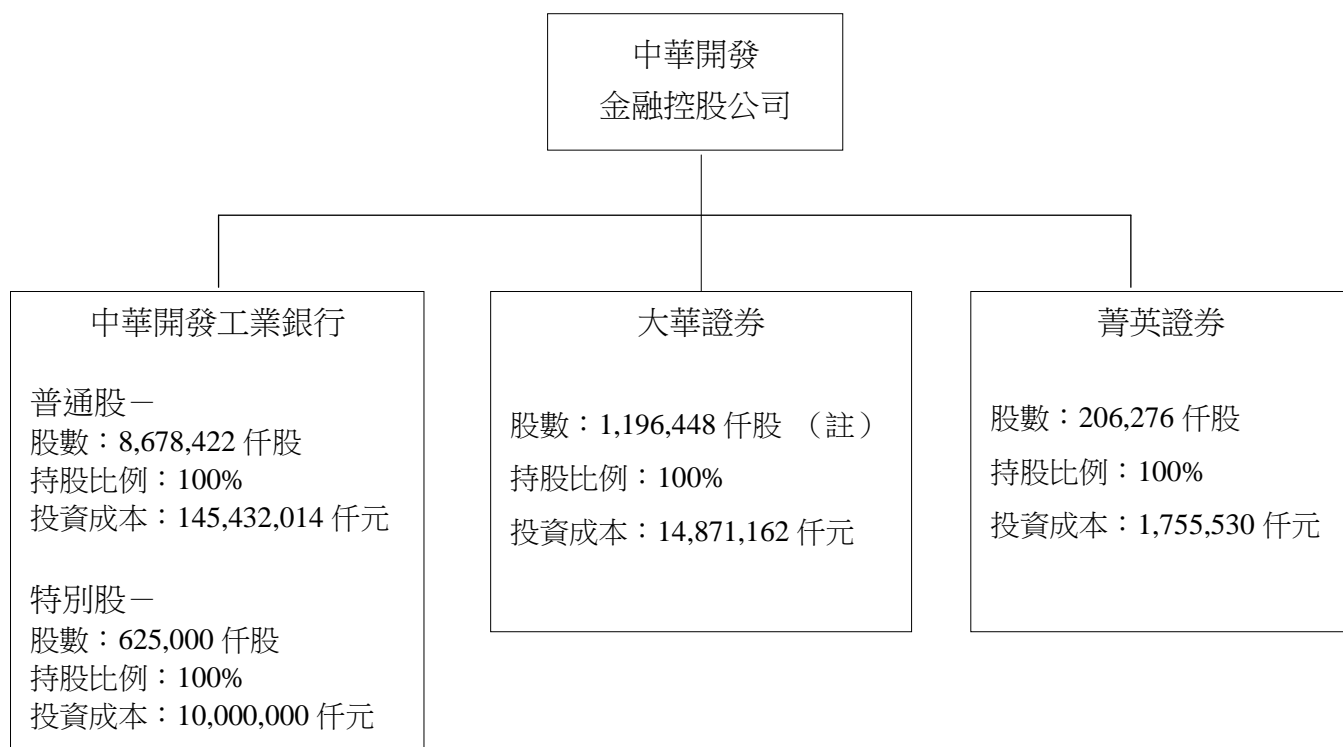 中華開發
金融控股公司
中華開發工業銀行
普通股－
股數：8,678,422 仟股
持股比例：100%
投資成本：145,432,014 仟元
特別股－
股數：625,000 仟股
持股比例：100%
投資成本：10,000,000 仟元
大華證券
股數：1,196,448 仟股 （註）
持股比例：100%
投資成本：14,871,162 仟元
菁英證券
股數：206,276 仟股
持股比例：100%
投資成本：1,755,530 仟元